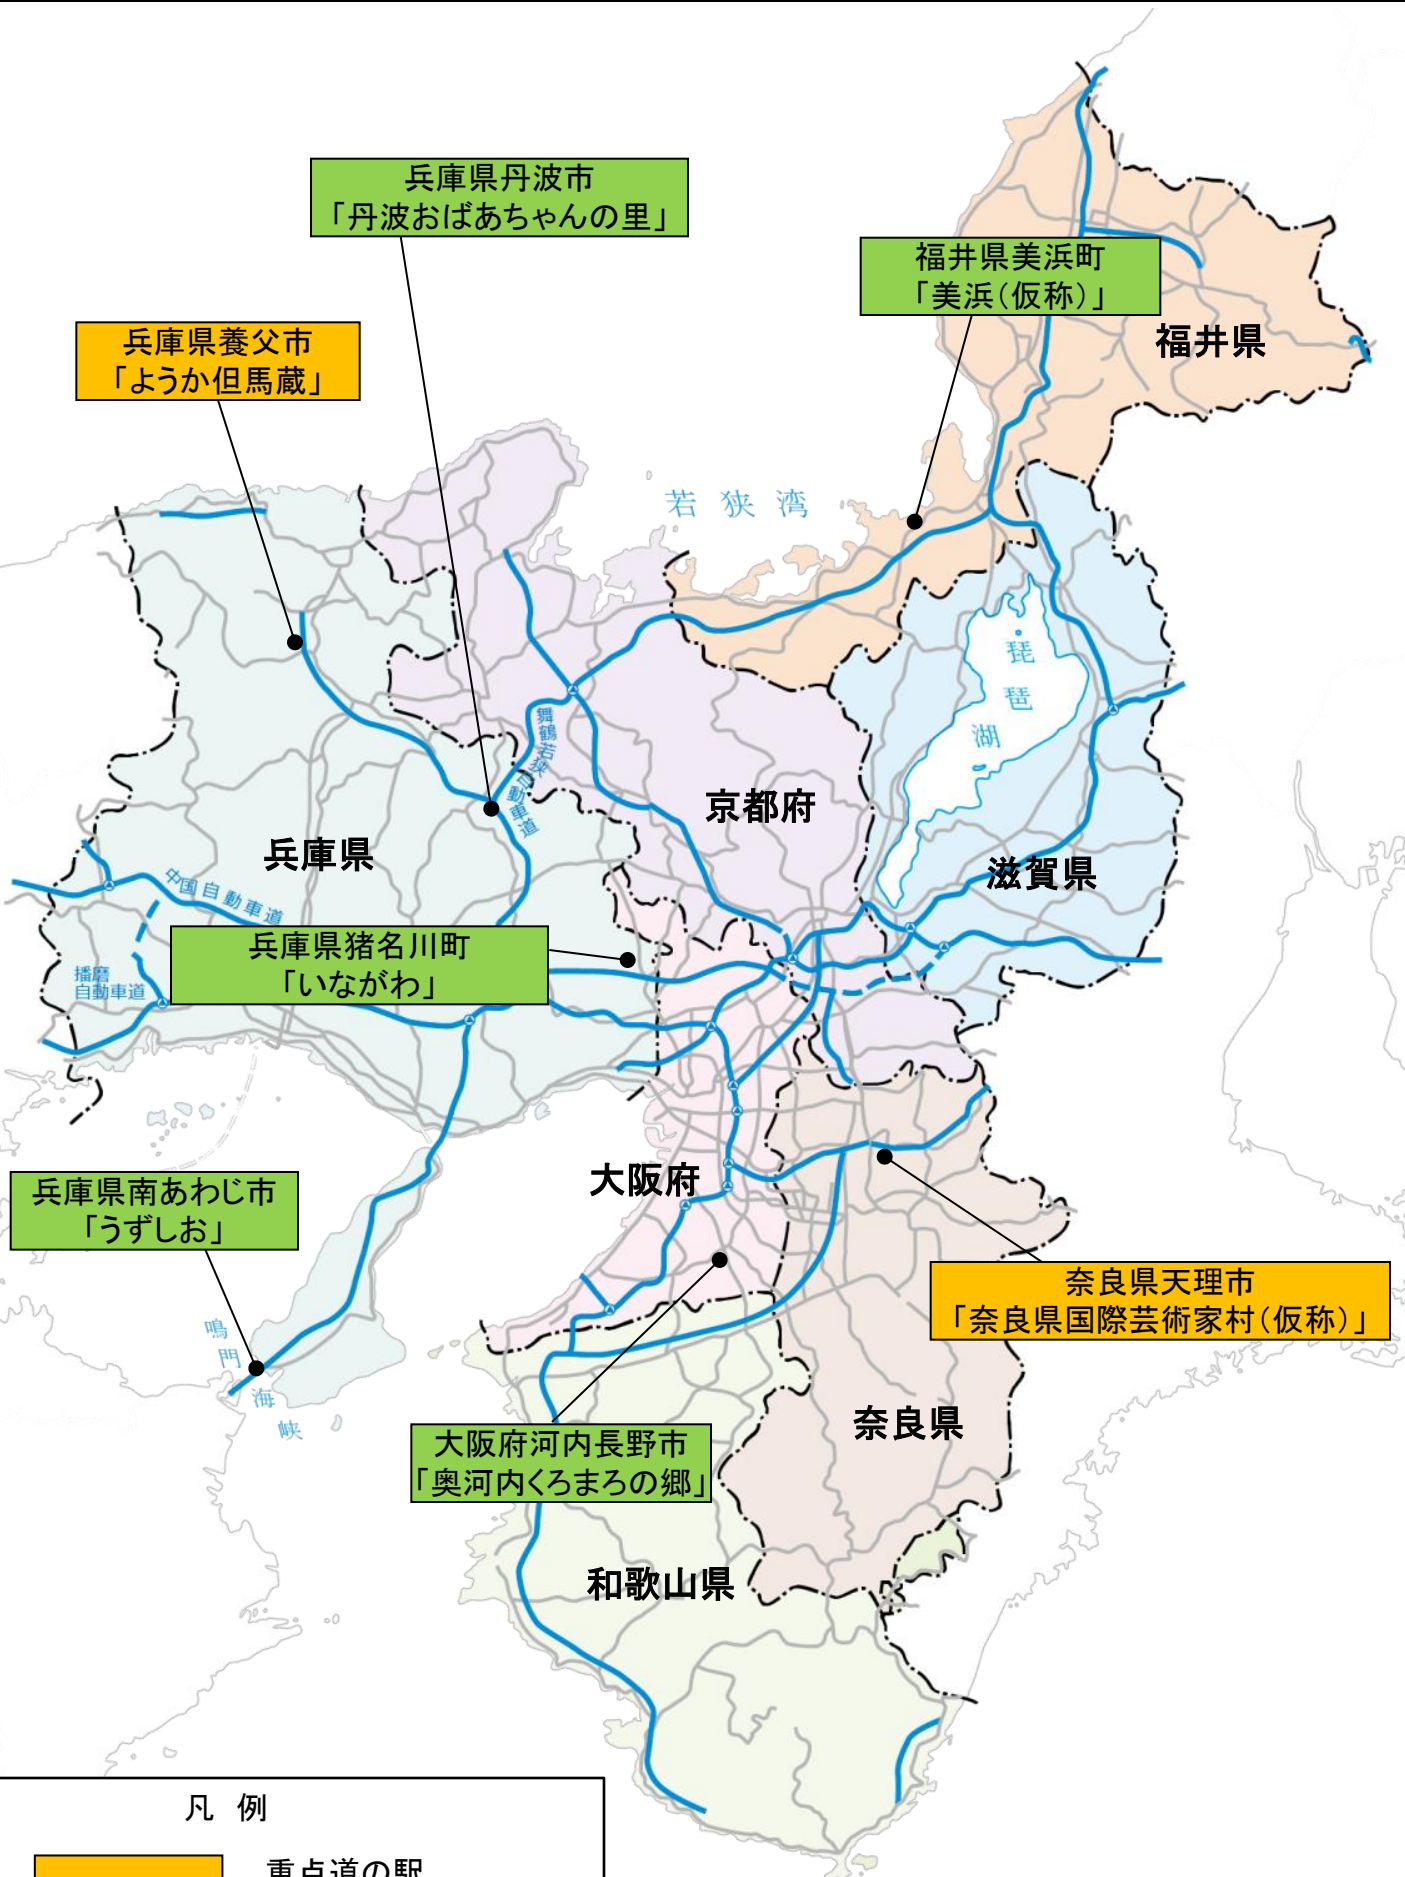 兵庫県丹波市
「丹波おばあちゃんの里」
福井県美浜町
「美浜（仮称）」
兵庫県養父市
「ようか但馬蔵」
福井県
若狭湾
琵琶湖
舞鶴若狭自動車道
京都府
兵庫県
滋賀県
中国自動車道
兵庫県猪名川町
「いながわ」
播磨
自動車道
大阪府
兵庫県南あわじ市
「うずしお」
奈良県天理市
「奈良県国際芸術家村（仮称）」
鳴門海峡
奈良県
大阪府河内長野市
「奥河内くろまろの郷」
和歌山県
凡 例
重点道の駅